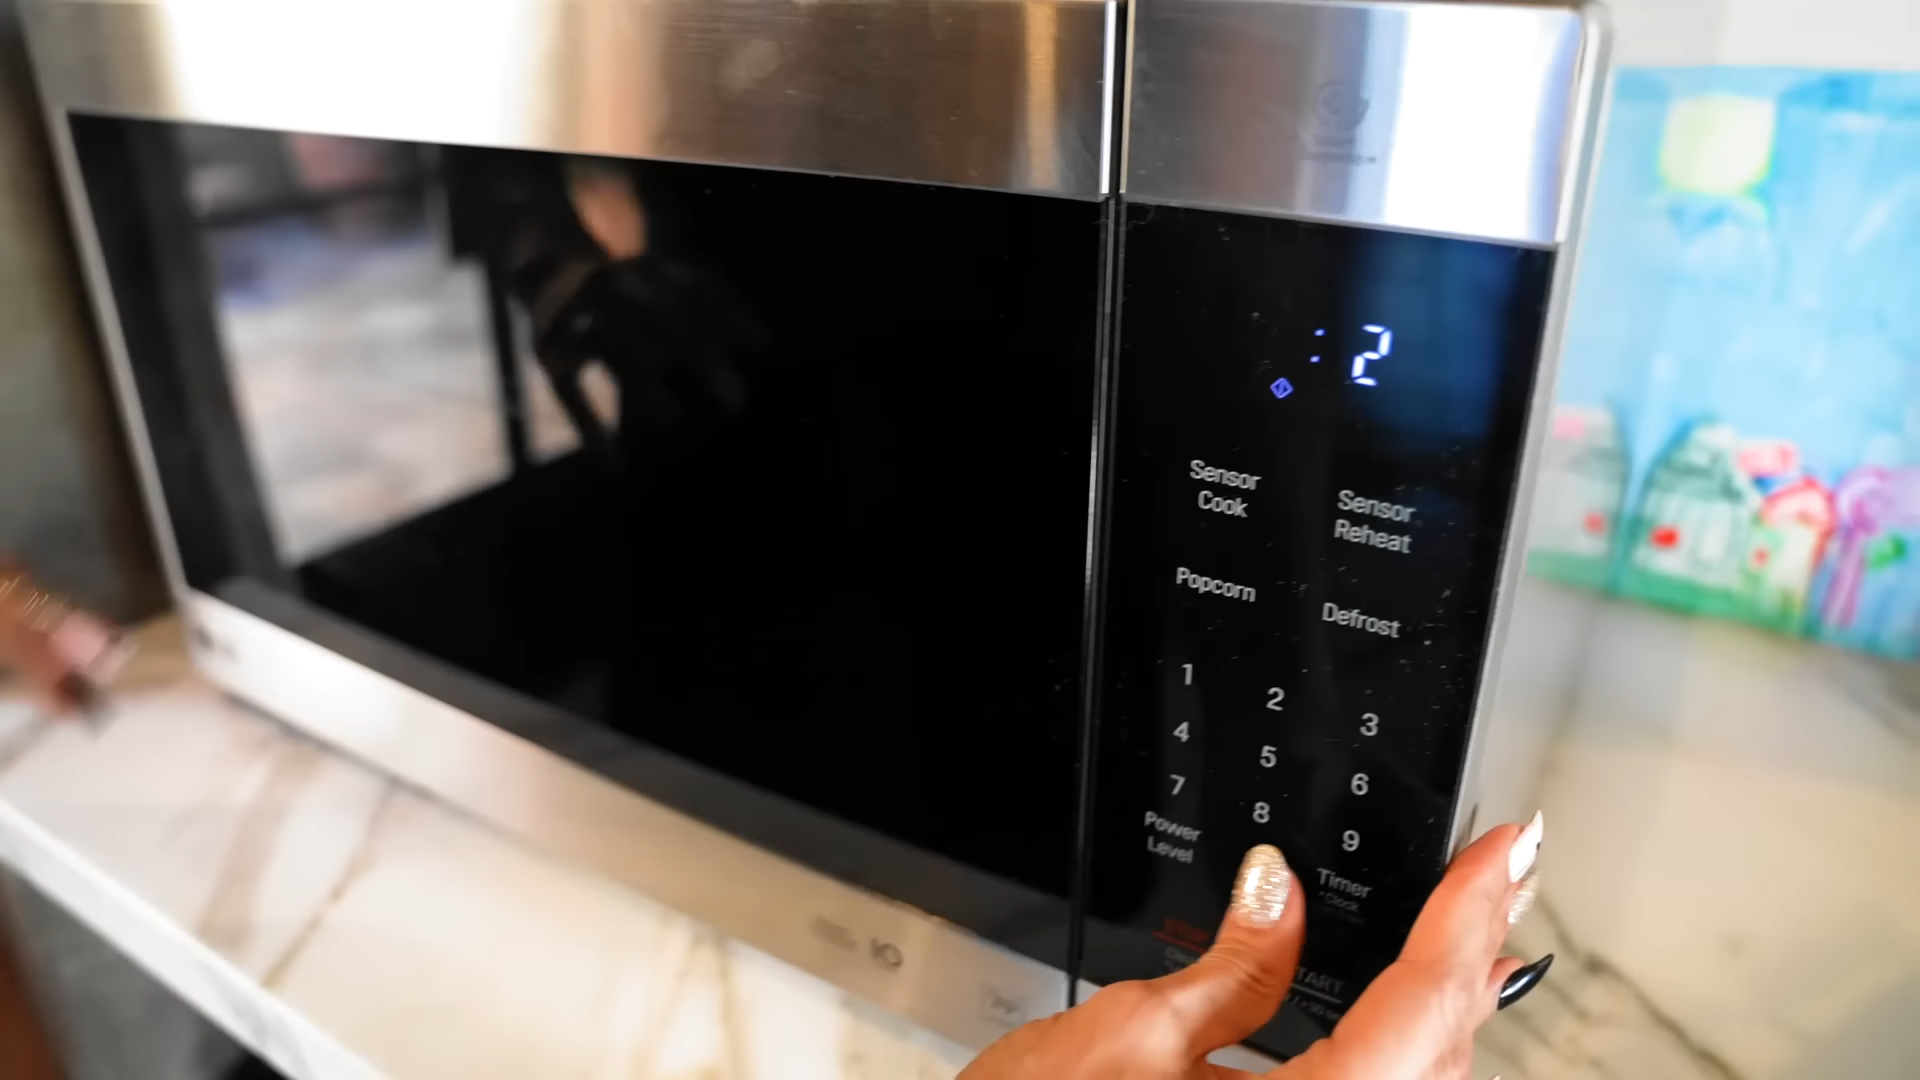 : 2
Sensor
Cook
Sensor
Reheat
Popcorn
Defrost
1
2
3
4
5
6
7
8
9
Power
Level
Timer
Clock
START